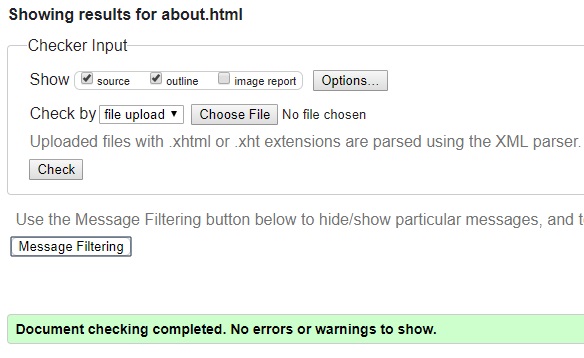 Showing results for about.html
Checker Input
Show source outline image report Options...
Check by file upload Choose File No file chosen
Uploaded files with .xhtml or .xht extensions are parsed using the XML parser.
Check
Use the Message Filtering button below to hide/show particular messages, and
Message Filtering
Document checking completed. No errors or warnings to show.